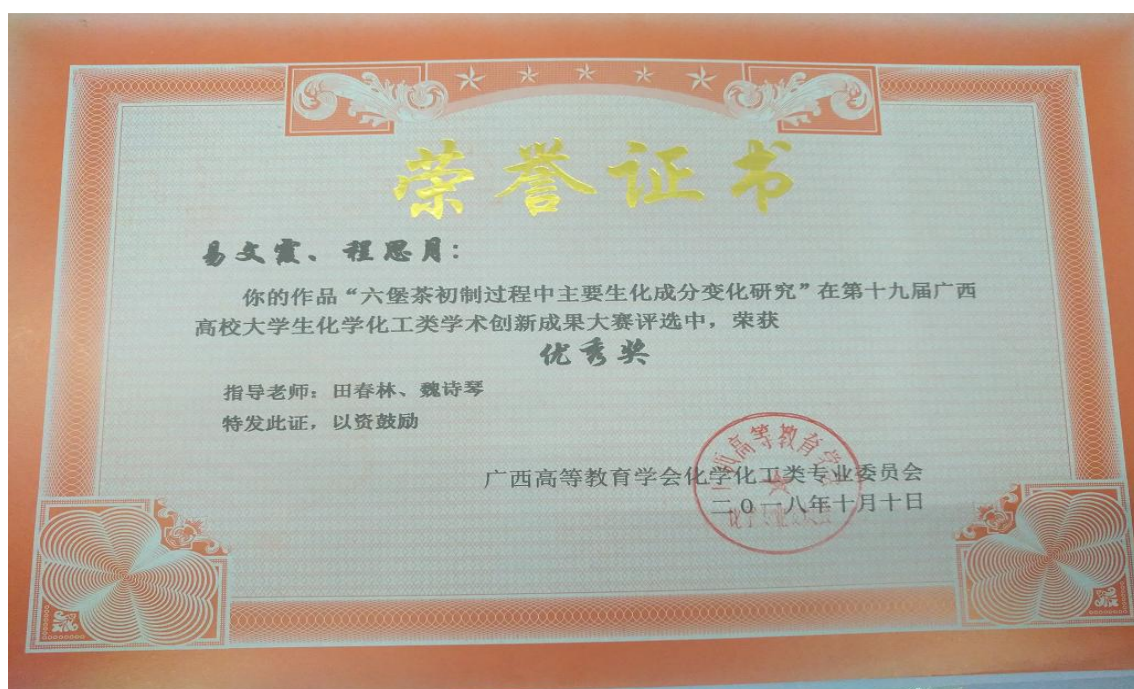 荣誉证书
易文霞、程思月：
你的作品“六堡茶初制过程中主要生化成分变化研究”在第十九届广西
高校大学生化学化工类学术创新成果大赛评选中，荣获
优秀奖
指导老师：田春林、魏诗琴
特发此证，以资鼓励
广西高等教育学会化学化工类专业委员会
二0一八年十月十日